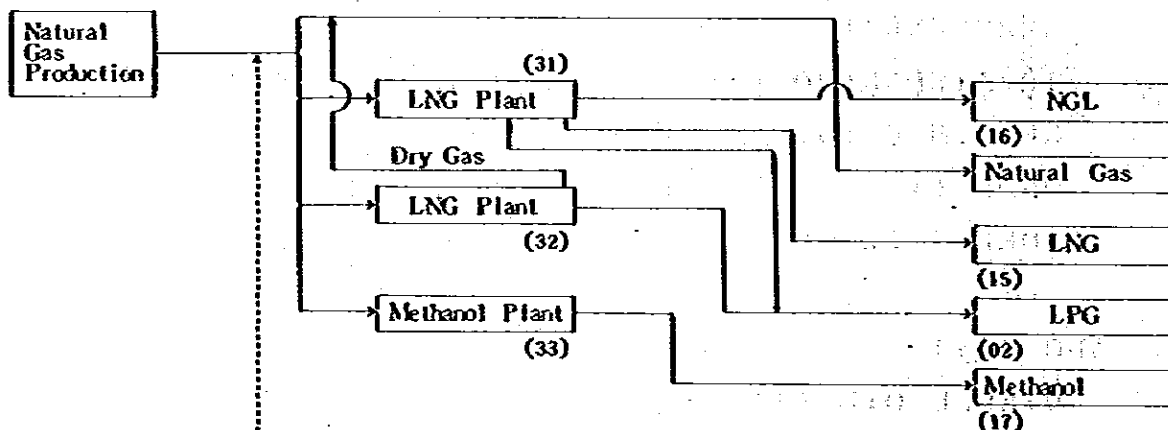 Natural
Gas
Production
(31)
LNG Plant
Dry Gas
LNG Plant
(32)
Methanol Plant
(33)
NGL
(16)
Natural Gas
LNG
(15)
LPG
(02)
Methanol
(17)